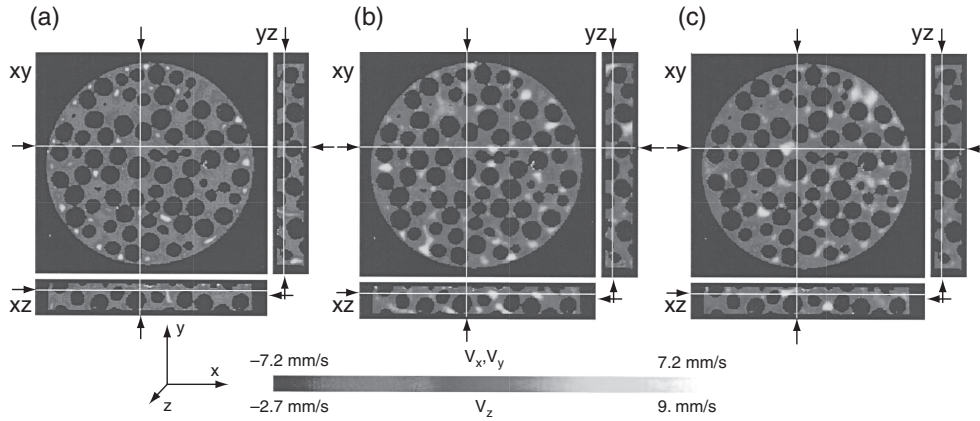 (a)
(b)
(c)
yz
yz
yz
xy
xy
xy
xz
xz
xz
y
x
z
−7.2 mm/s
Vx,Vy
7.2 mm/s
−2.7 mm/s
Vz
9. mm/s